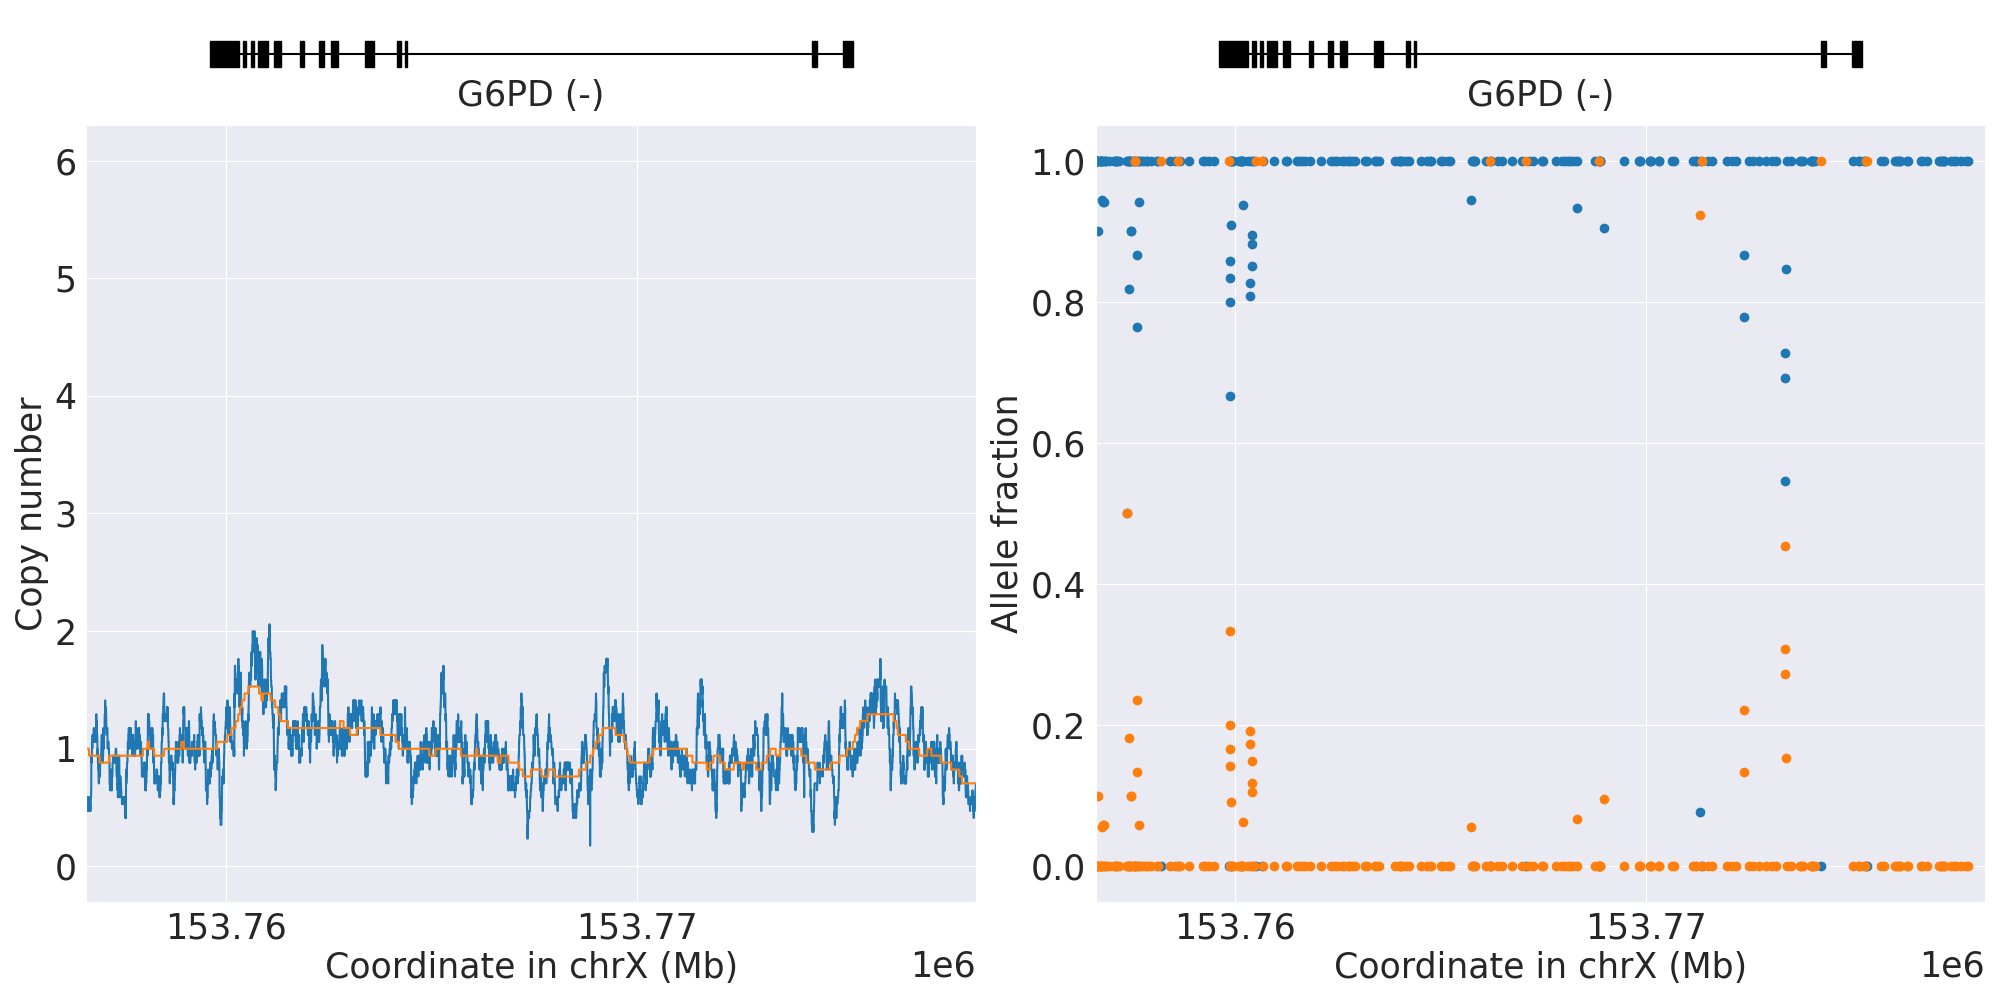 G6PD (-)
6
5
4
3
2
1
0
Copy number
153.76
153.77
Coordinate in chrX (Mb)
1e6
G6PD (-)
1.0
0.8
0.6
0.4
0.2
0.0
Allele fraction
153.76
153.77
Coordinate in chrX (Mb)
1e6